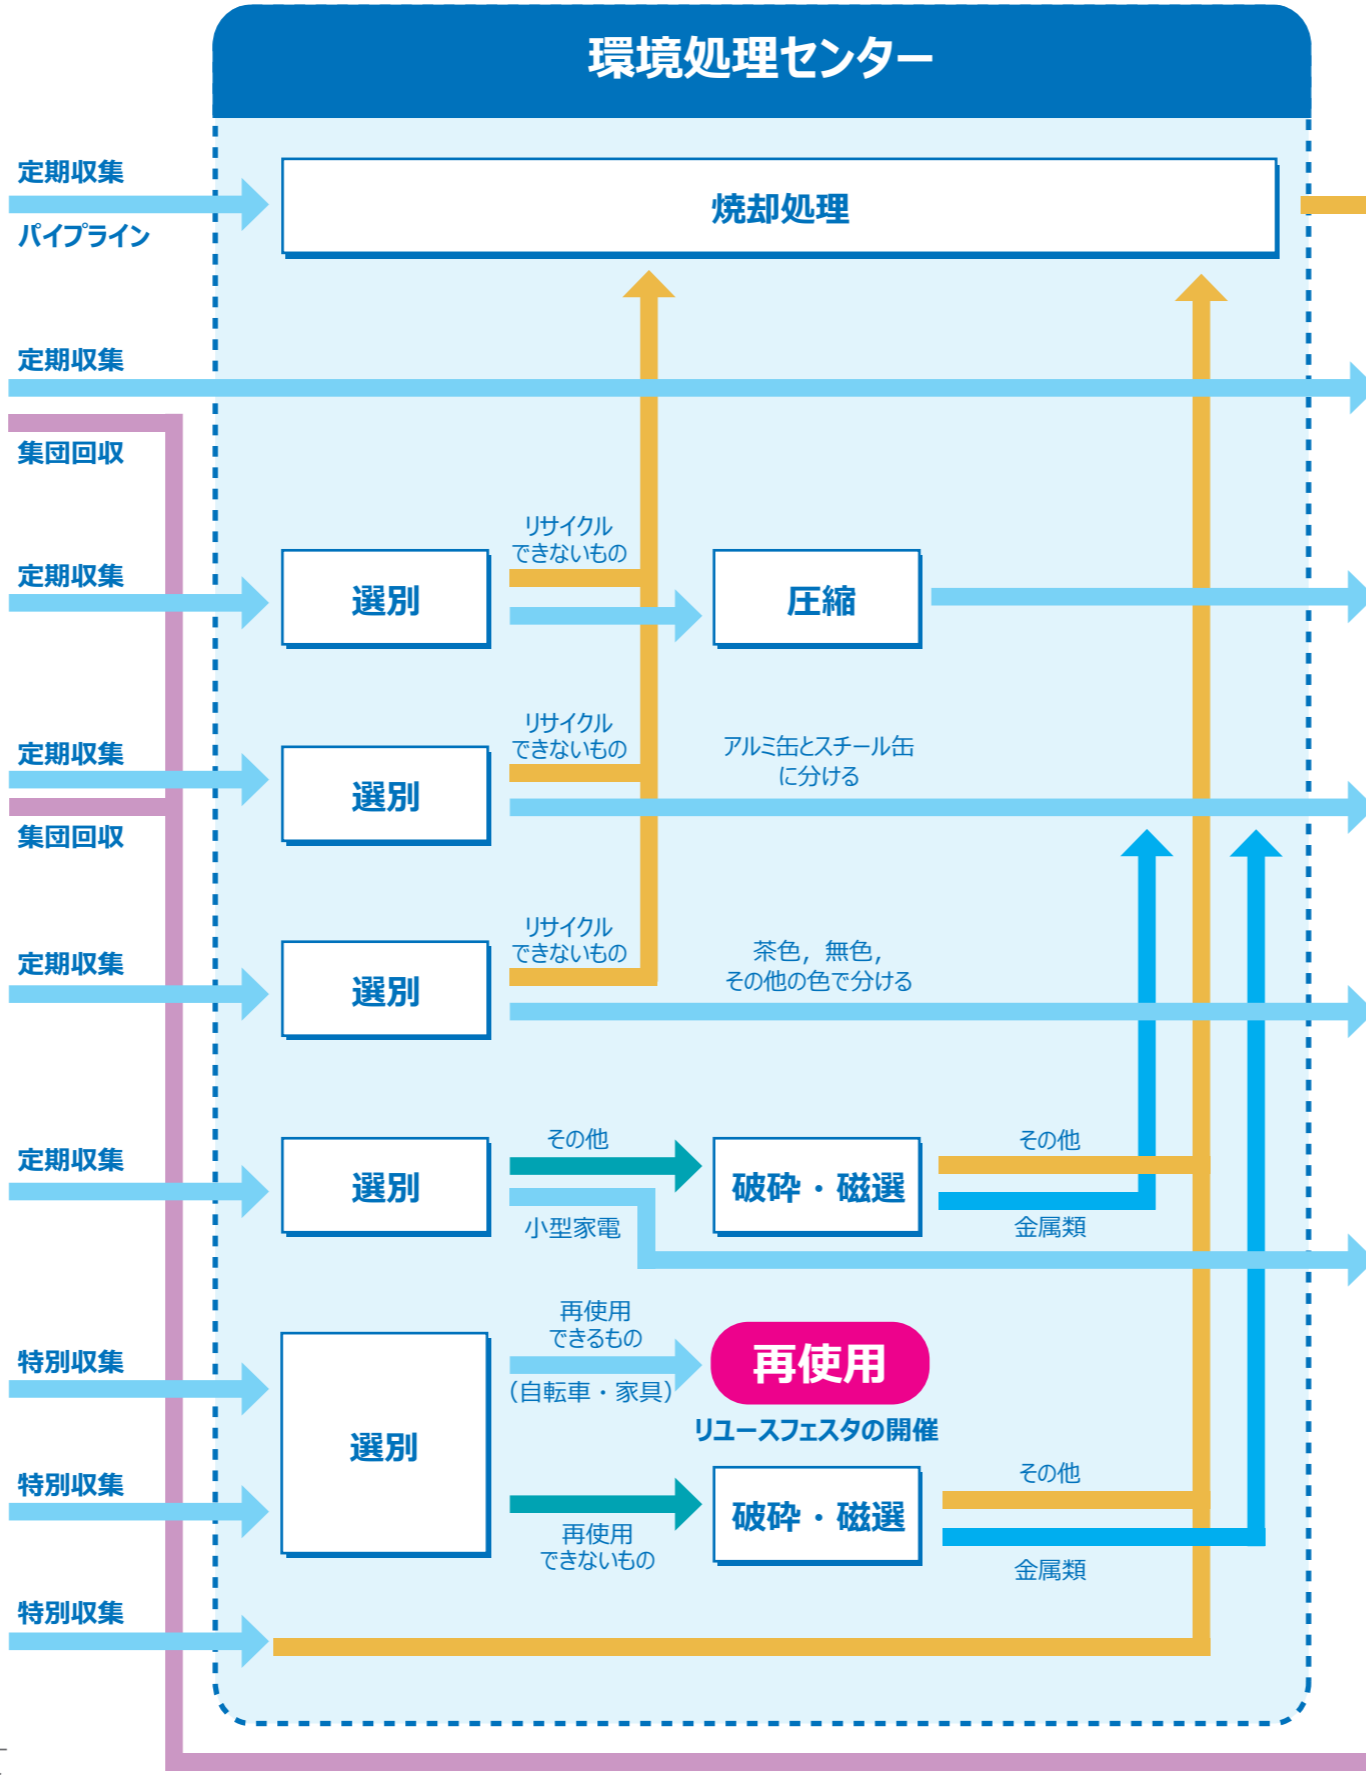 環境処理センター
定期収集
パイプライン
焼却処理
定期収集
集団回収
定期収集
選別
リサイクル
できないもの
圧縮
定期収集
集団回収
選別
リサイクル
できないもの
アルミ缶とスチール缶
に分ける
定期収集
選別
リサイクル
できないもの
茶色，無色，
その他の色で分ける
定期収集
選別
その他
小型家電
破砕・磁選
その他
金属類
特別収集
特別収集
選別
再使用
できるもの
（自転車・家具）
再使用
リユースフェスタの開催
再使用
できないもの
破砕・磁選
その他
金属類
特別収集